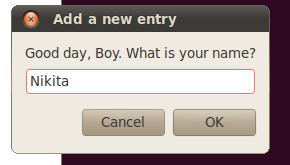 Add a new entry
Good day, Boy. What is your name?
Nikita
Cancel
OK